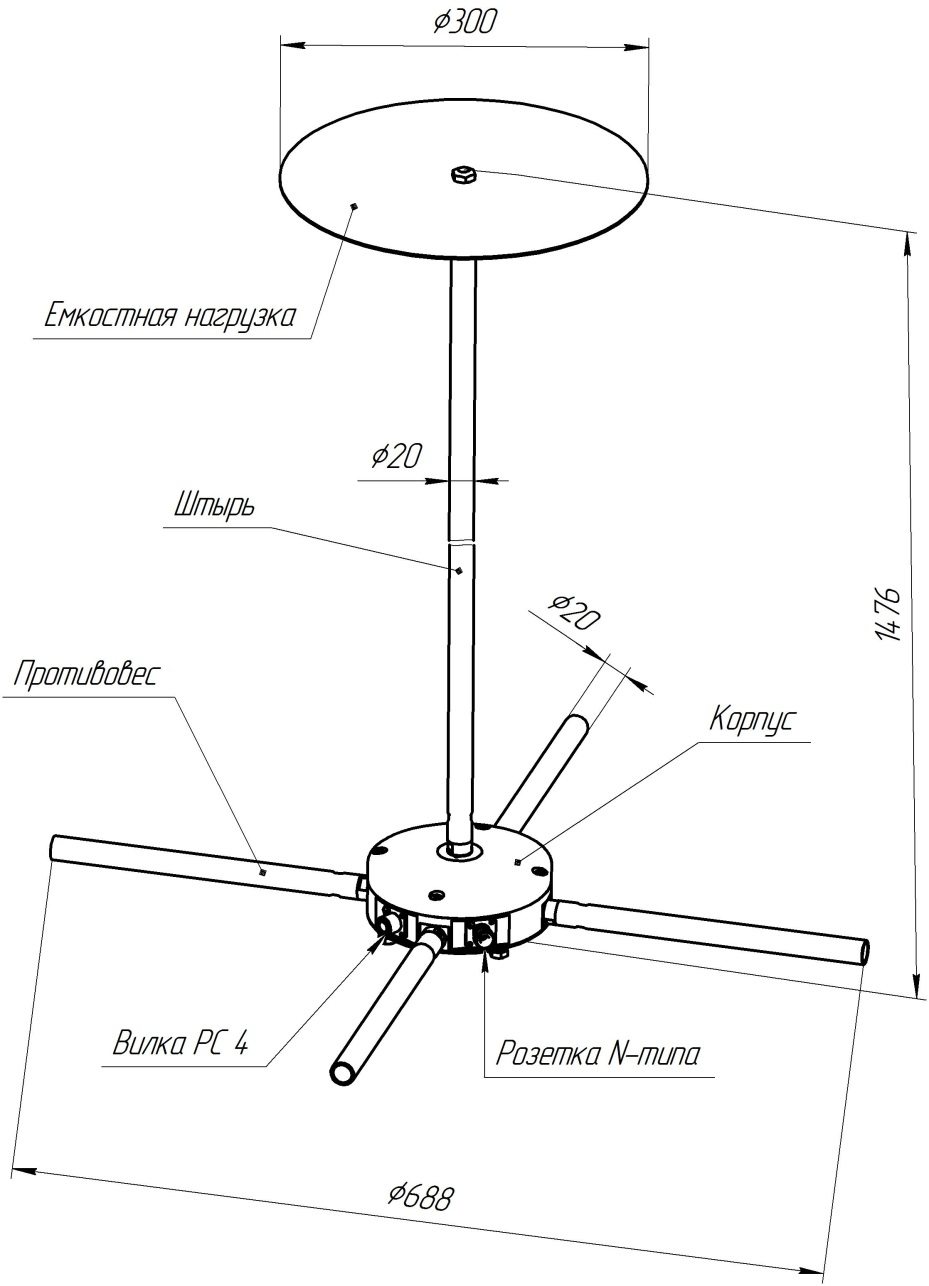 ϕ300
Емкостная нагрузка
ϕ20
Штырь
ϕ20
1476
Противовес
Корпус
Вилка РС 4
Розетка N-типа
ϕ688